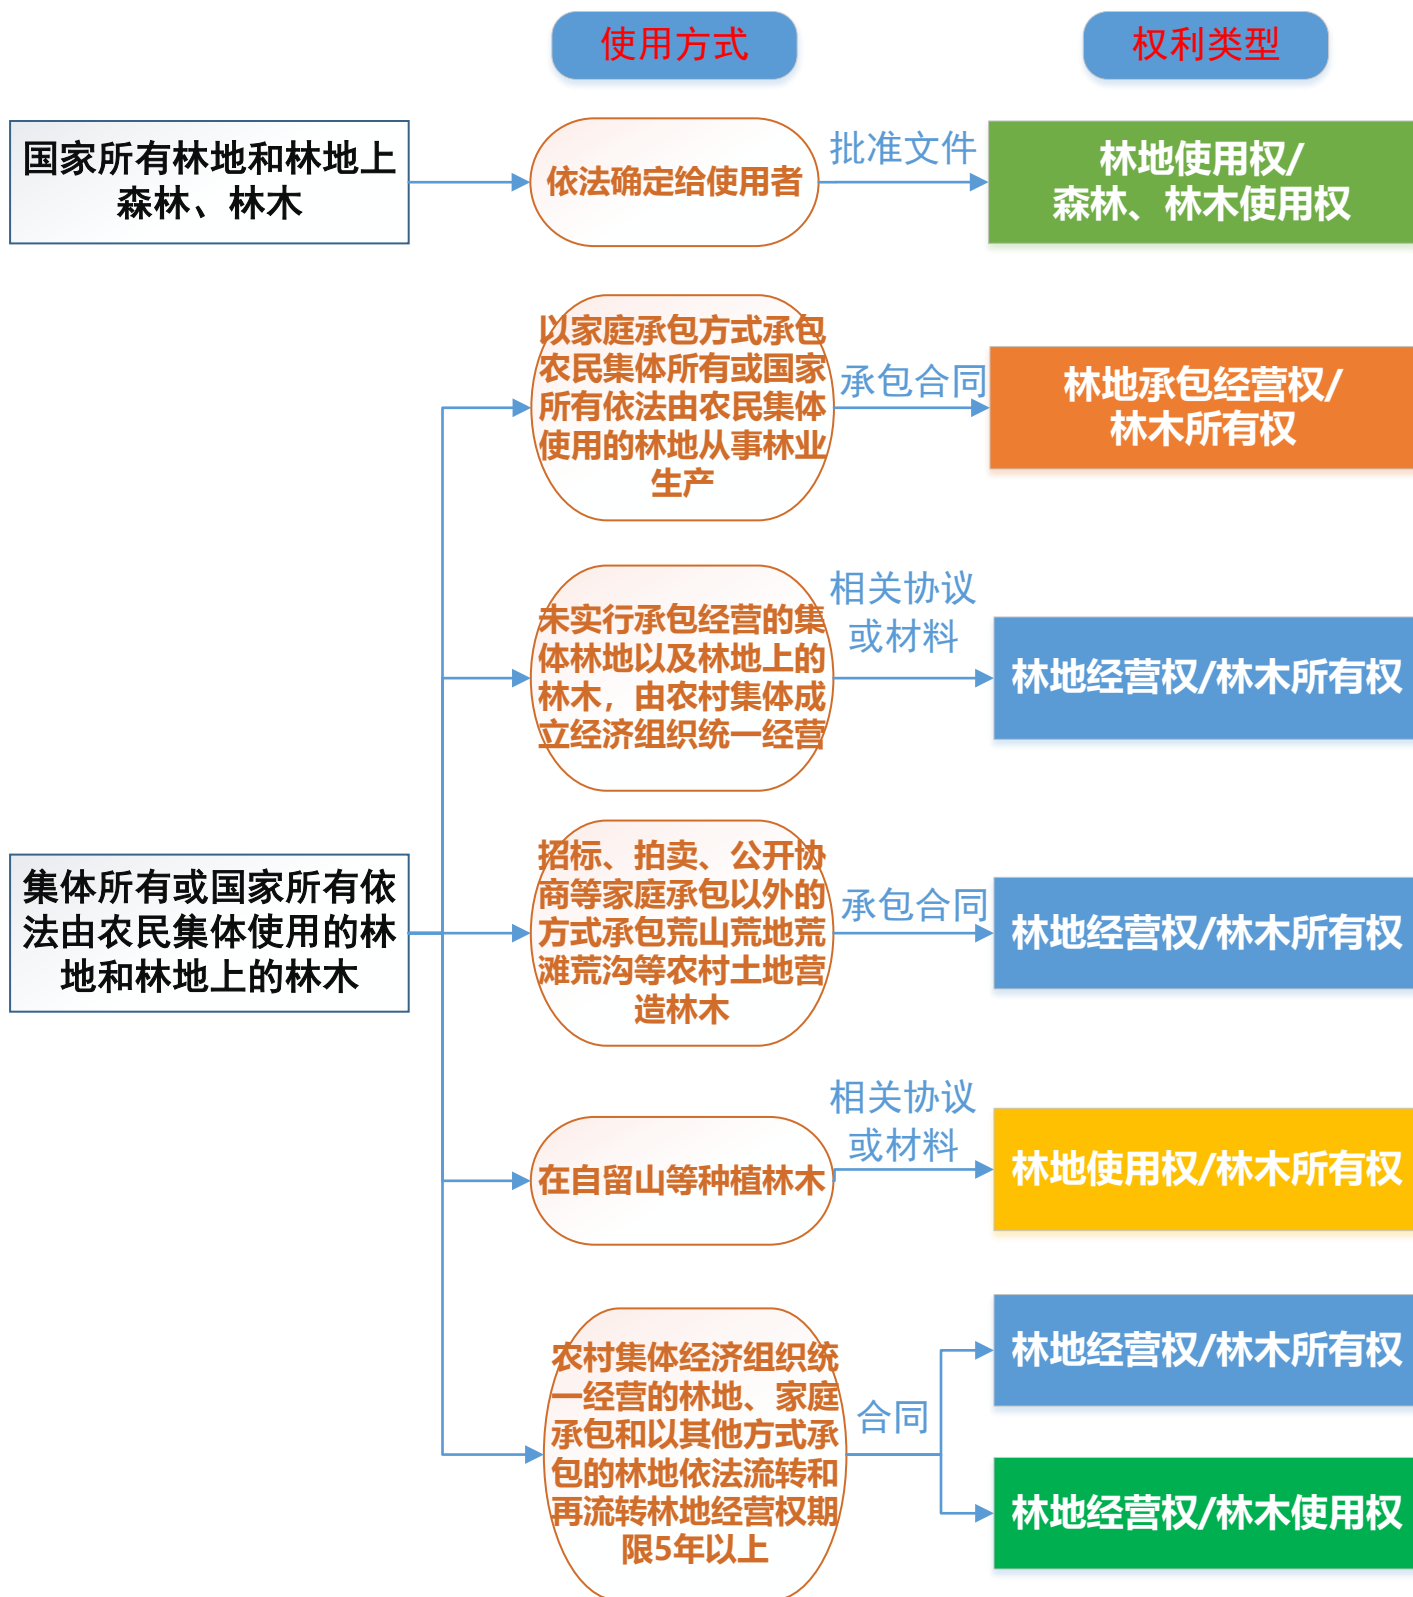 使用方式
权利类型
国家所有林地和林地上
森林、林木
依法确定给使用者
批准文件
林地使用权/
森林、林木使用权
以家庭承包方式承包
农民集体所有或国家
所有依法由农民集体
使用的林地从事林业
生产
承包合同
林地承包经营权/
林木所有权
未实行承包经营的集
体林地以及林地上的
林木，由农村集体成
立经济组织统一经营
相关协议
或材料
林地经营权/林木所有权
集体所有或国家所有依
法由农民集体使用的林
地和林地上的林木
招标、拍卖、公开协
商等家庭承包以外的
方式承包荒山荒地荒
滩荒沟等农村土地营
造林木
承包合同
林地经营权/林木所有权
在自留山等种植林木
相关协议
或材料
林地使用权/林木所有权
农村集体经济组织统
一经营的林地、家庭
承包和以其他方式承
包的林地依法流转和
再流转林地经营权期
限5年以上
合同
林地经营权/林木所有权
林地经营权/林木使用权